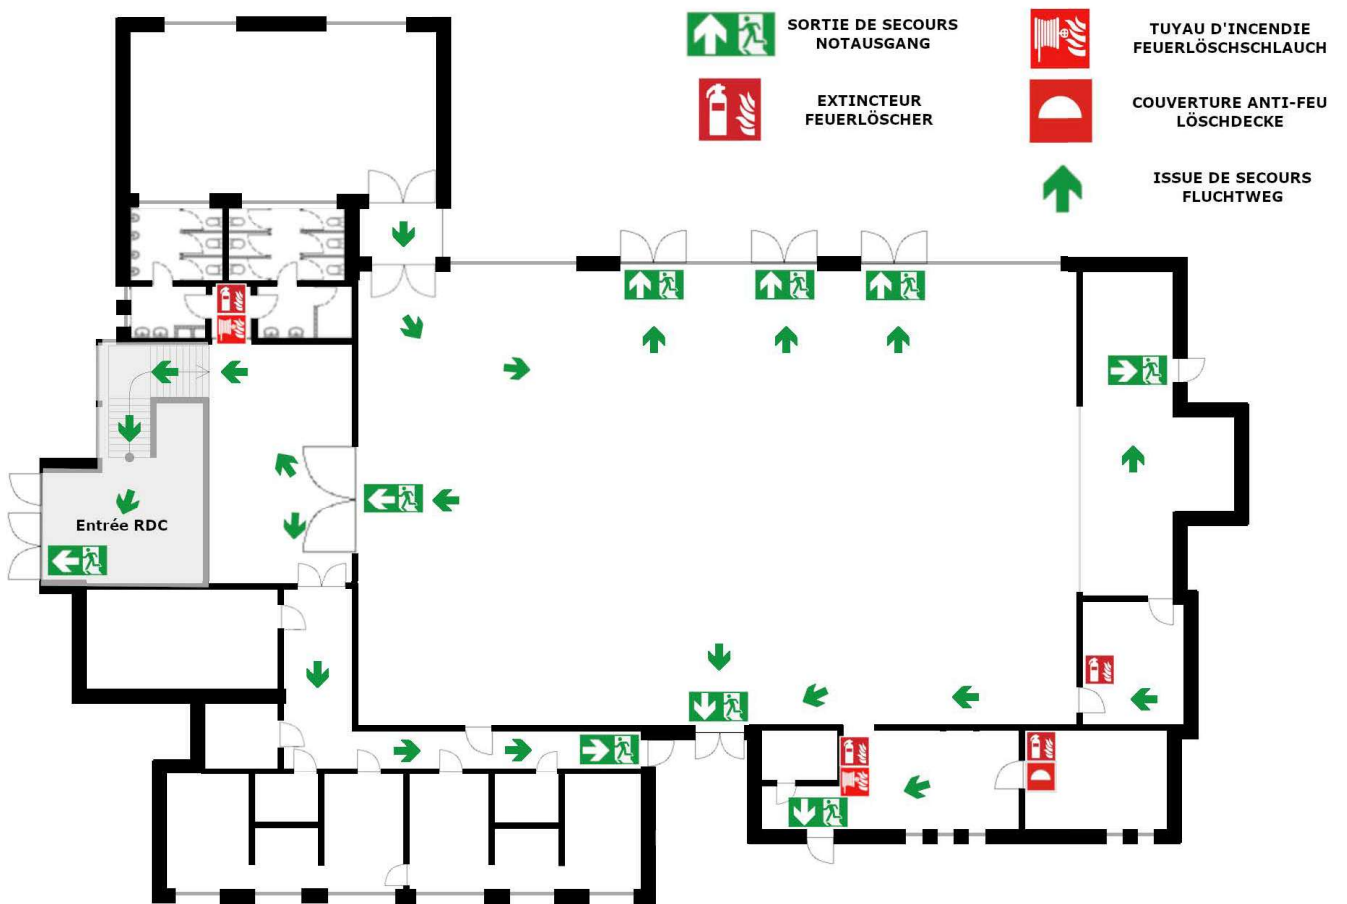 SORTIE DE SECOURS
NOTAUSGANG
TUYAU D'INCENDIE
FEUERLÖSCHSCHLAUCH
EXTINCTEUR
FEUERLÖSCHER
COUVERTURE ANTI-FEU
LÖSCHDECKE
ISSUE DE SECOURS
FLUCHTWEG
Entrée RDC